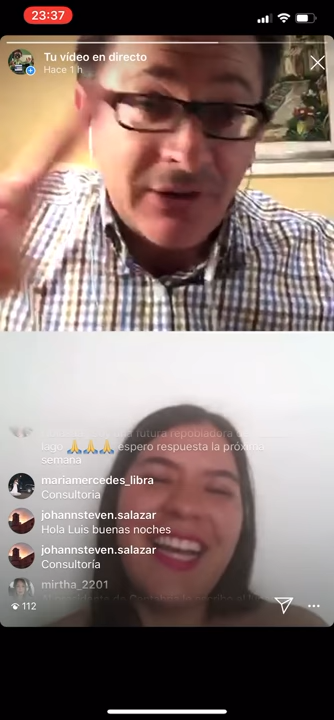 23:37
Tu vídeo en directo
Hace 1 h
futura repobladora
lago 🙏🙏🙏 espero respuesta la próxima
semana
mariamercedes_libra
Consultoria
johannsteven.salazar
Hola Luis buenas noches
johannsteven.salazar
Consultoría
mirtha_2201
112